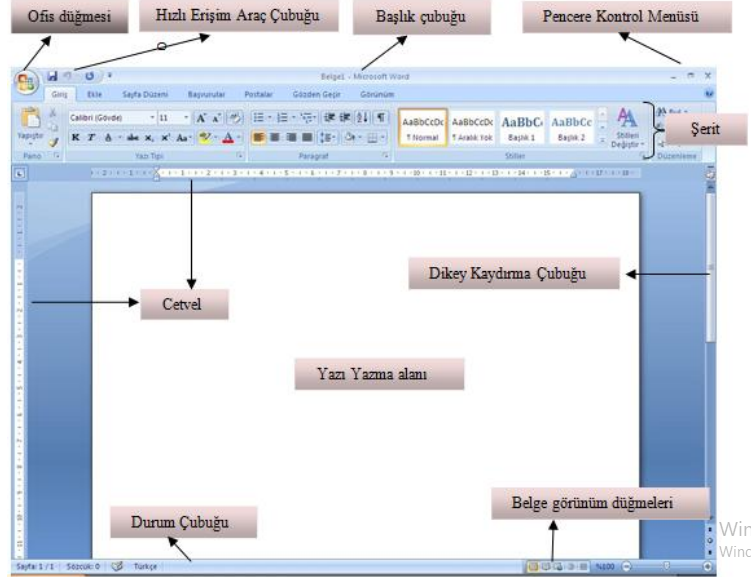 Ofis düğmesi
Hızlı Erişim Araç Çubuğu
Başlık çubuğu
Pencere Kontrol Menüsü
Belge1 - Microsoft Word
Giriş Ekle Sayfa Düzeni Başvurular Postalar Gözden Geçir Görünüm
Calibri (Gövde) 11
Yapıştır
K T A abc x, x' Aa A
AaBbCcDc AaBbCcDc AaBbC AaBbCc
¶ Normal ¶ Aralık Yok Başlık 1 Başlık 2
Stilleri Değiştir
Şerit
Pano Yazı Tipi Paragraf Stiller Düzenleme
Dikey Kaydırma Çubuğu
Cetvel
Yazı Yazma alanı
Belge görünüm düğmeleri
Durum Çubuğu
Sayfa: 1 / 1 Sözcük: 0 Türkçe %100